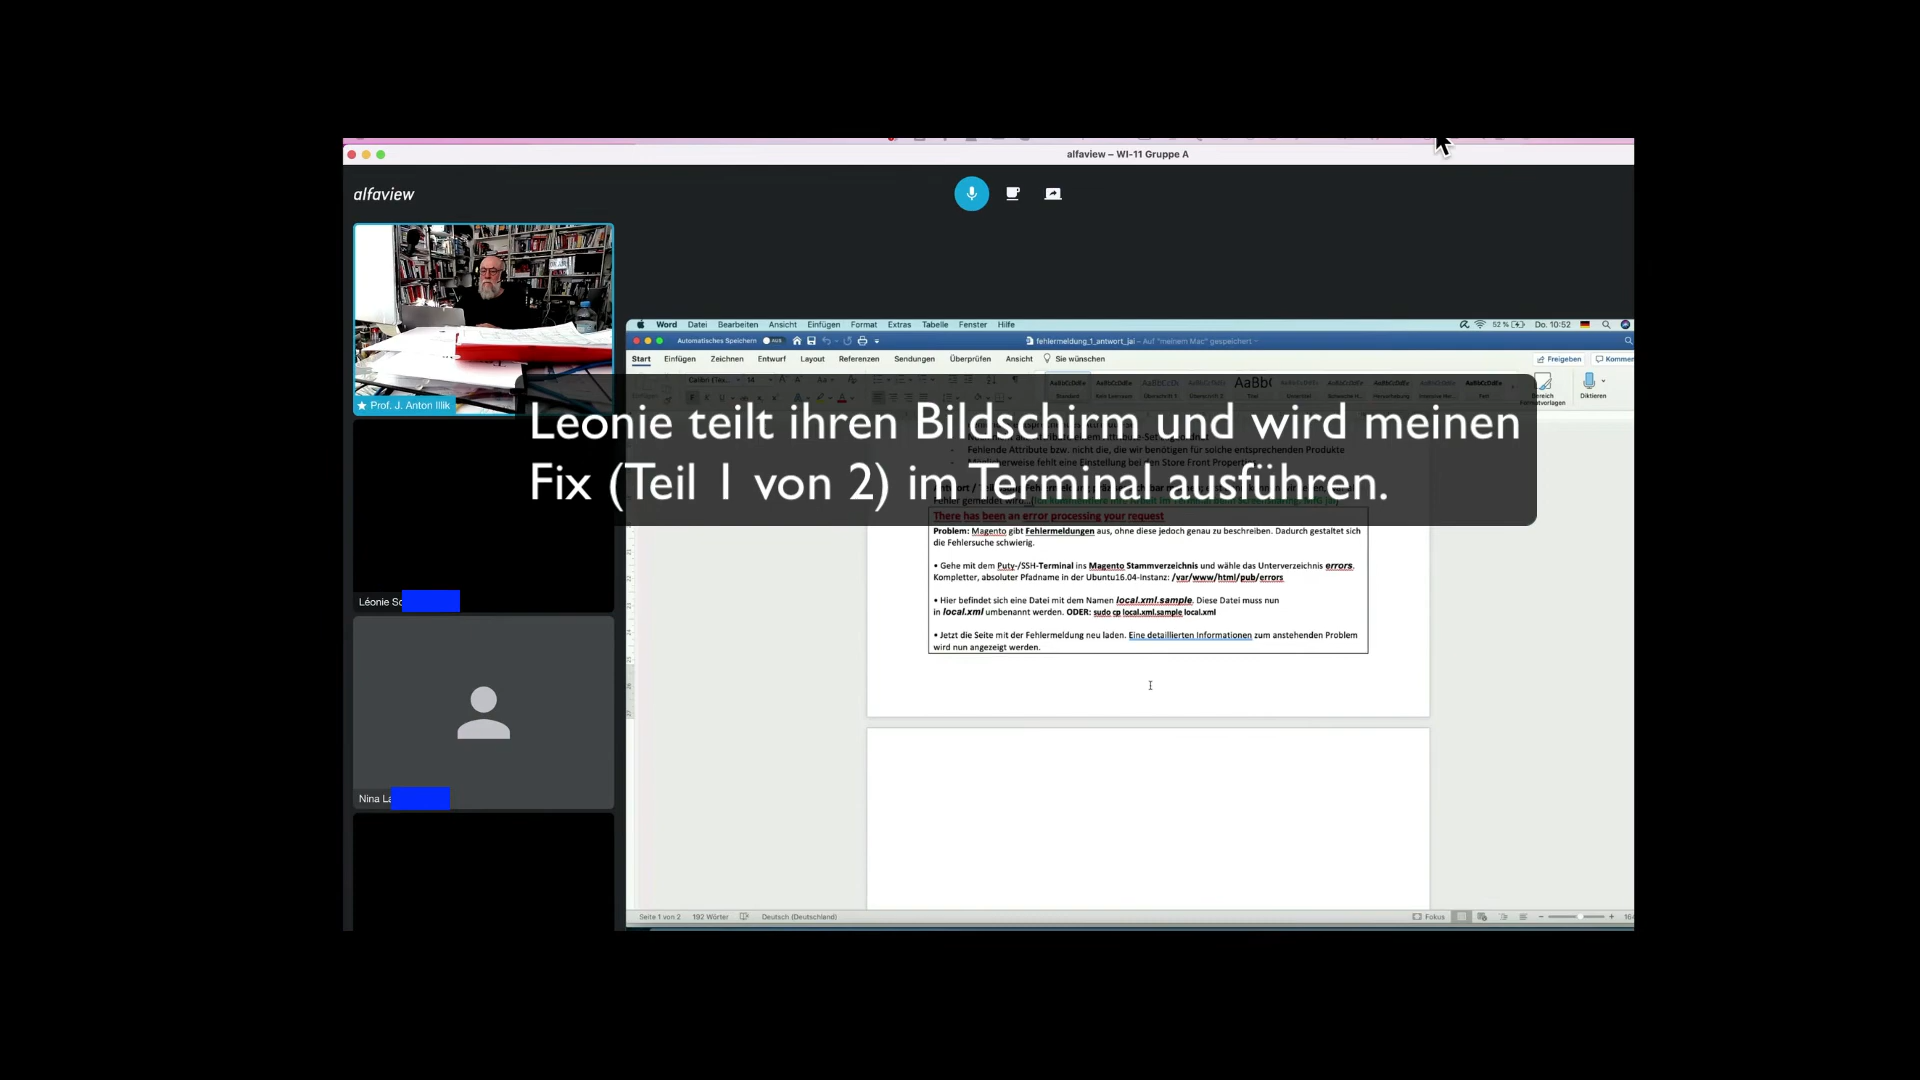 alfaview – WI-11 Gruppe A
alfaview
Prof. J. Anton Illik
Léonie
Nina
Word Datei Bearbeiten Ansicht Einfügen Format Extras Tabelle Fenster Hilfe
52 % Do. 10:52
Automatisches Speichern AUS
fehlermeldung_1_antwort_jai – Auf "meinem Mac" gespeichert
Start Einfügen Zeichnen Entwurf Layout Referenzen Sendungen Überprüfen Ansicht Sie wünschen
Freigeben
Diktieren
Leonie teilt ihren Bildschirm und wird meinen
Fix (Teil 1 von 2) im Terminal ausführen.
Fehlende Attribute bzw. nicht die, die wir benötigen für solche entsprechenden Produkte
There has been an error processing your request
Problem: Magento gibt Fehlermeldungen aus, ohne diese jedoch genau zu beschreiben. Dadurch gestaltet sich
die Fehlersuche schwierig.
• Gehe mit dem Puty-/SSH-Terminal ins Magento Stammverzeichnis und wähle das Unterverzeichnis errors.
Kompletter, absoluter Pfadname in der Ubuntu16.04-Instanz: /var/www/html/pub/errors
• Hier befindet sich eine Datei mit dem Namen local.xml.sample. Diese Datei muss nun
in local.xml umbenannt werden. ODER: sudo cp local.xml.sample local.xml
• Jetzt die Seite mit der Fehlermeldung neu laden. Eine detaillierten Informationen zum anstehenden Problem
wird nun angezeigt werden.
Seite 1 von 2 192 Wörter Deutsch (Deutschland)
Fokus